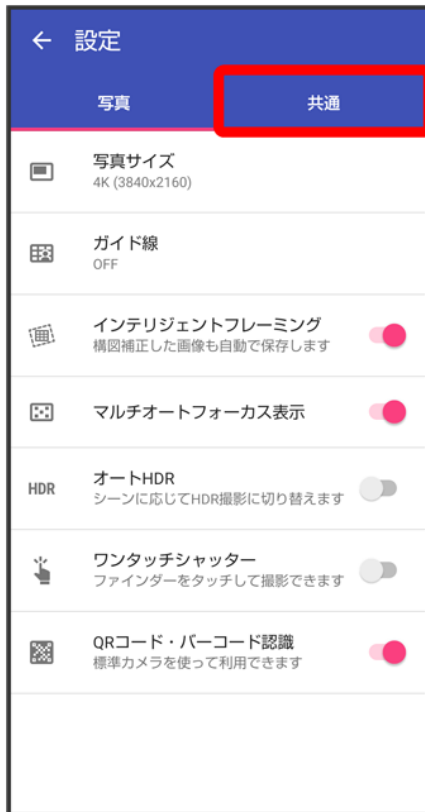 設定
写真 共通
写真サイズ
4K (3840x2160)
ガイド線
OFF
インテリジェントフレーミング
構図補正した画像も自動で保存します
マルチオートフォーカス表示
HDR
オートHDR
シーンに応じてHDR撮影に切り替えます
ワンタッチシャッター
ファインダーをタッチして撮影できます
QRコード・バーコード認識
標準カメラを使って利用できます